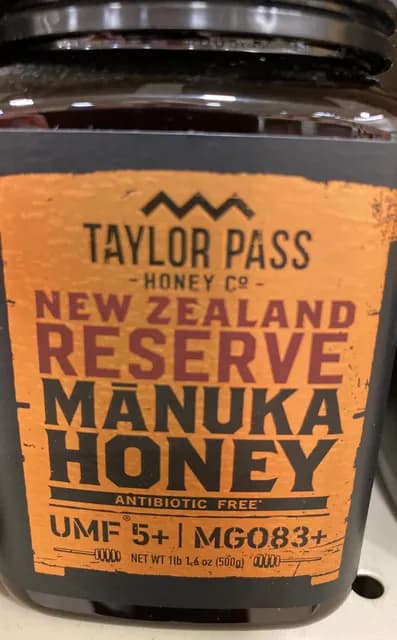 TAYLOR PASS
- HONEY Cº -
NEW ZEALAND
RESERVE
MĀNUKA
HONEY
ANTIBIOTIC FREE*
UMF® 5+ | MGO83+
NET WT 1lb 1.6 oz (500g)